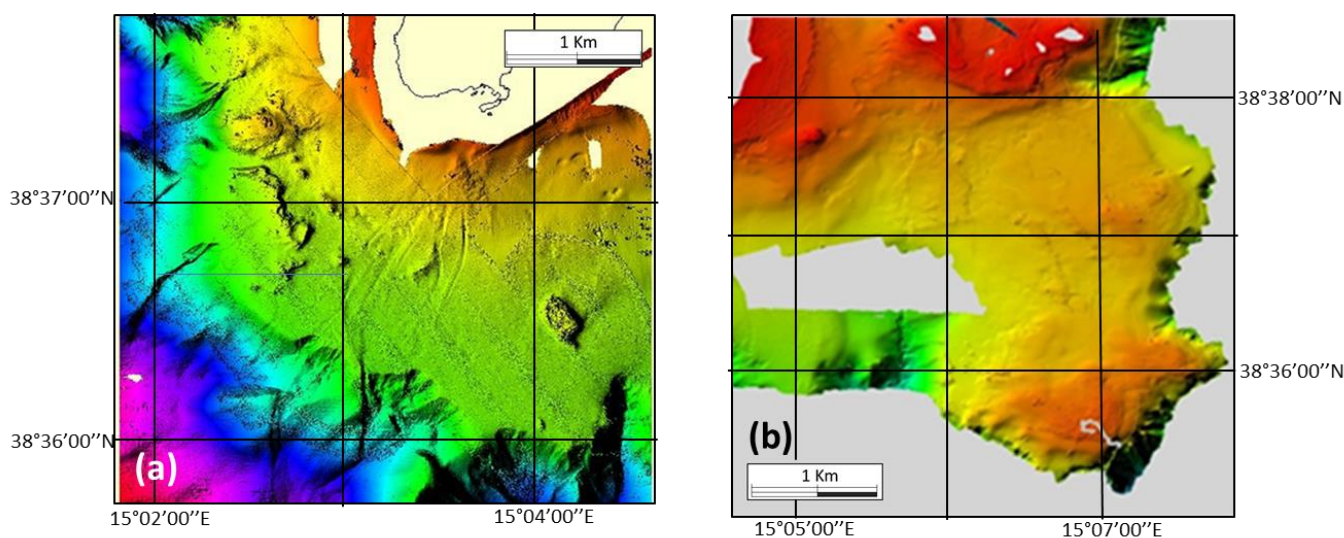 1 Km
38°37’00’’N
38°36’00’’N
(a)
15°02’00’’E
15°04’00’’E
38°38’00’’N
38°36’00’’N
(b)
1 Km
15°05’00’’E
15°07’00’’E